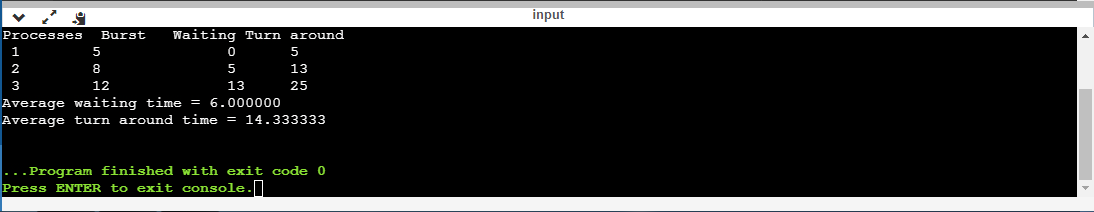 input
Processes  Burst   Waiting Turn around
 1        5              0      5
 2        8              5      13
 3        12              13     25
Average waiting time = 6.000000
Average turn around time = 14.333333
...Program finished with exit code 0
Press ENTER to exit console.